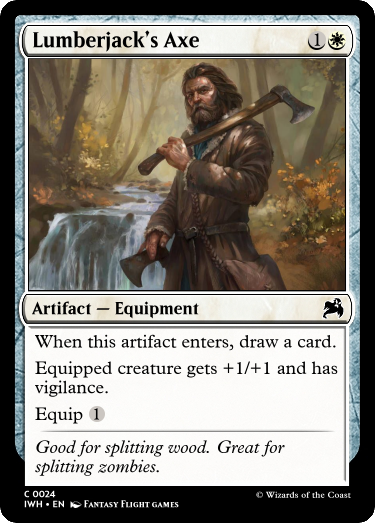 Lumberjack's Axe 1
Artifact — Equipment
When this artifact enters, draw a card.
Equipped creature gets +1/+1 and has
vigilance.
Equip 1
Good for splitting wood. Great for
splitting zombies.
C 0024
IWH • EN Fantasy Flight Games © Wizards of the Coast